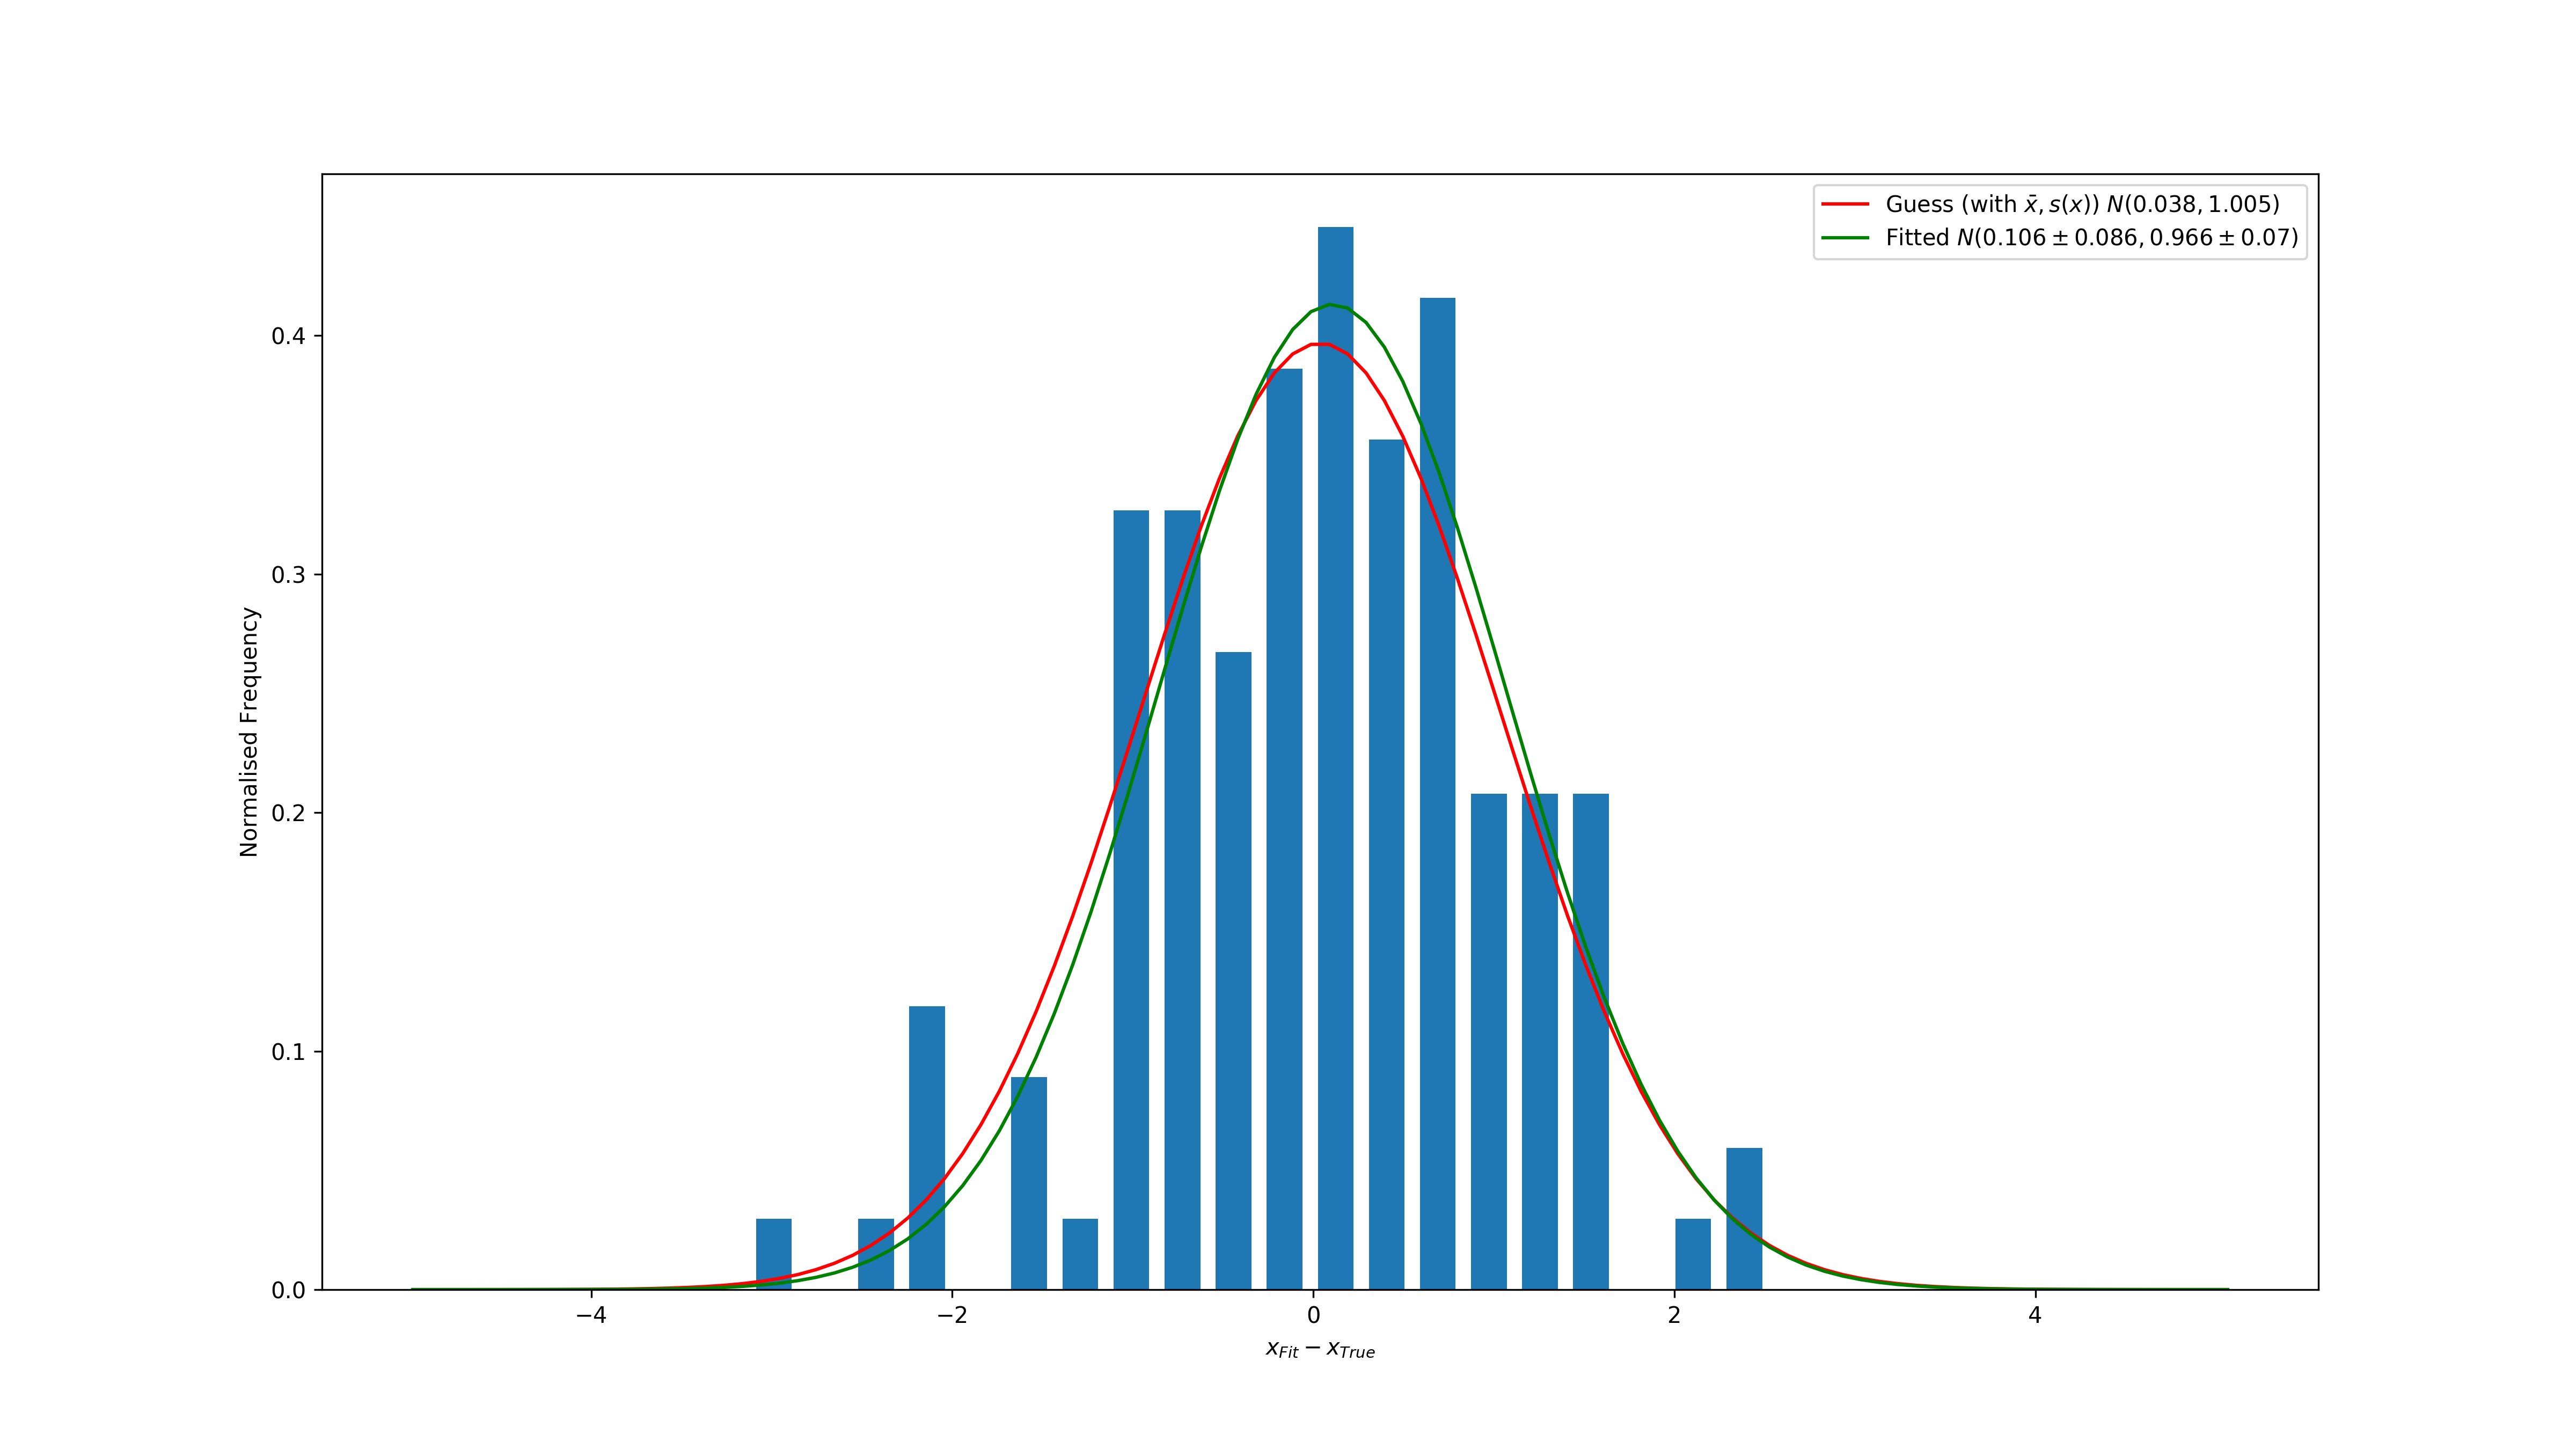 Guess (with x̄, s(x)) N(0.038, 1.005)
Fitted N(0.106 ± 0.086, 0.966 ± 0.07)
Normalised Frequency
0.4
0.3
0.2
0.1
0.0
−4 −2 0 2 4
x_Fit − x_True